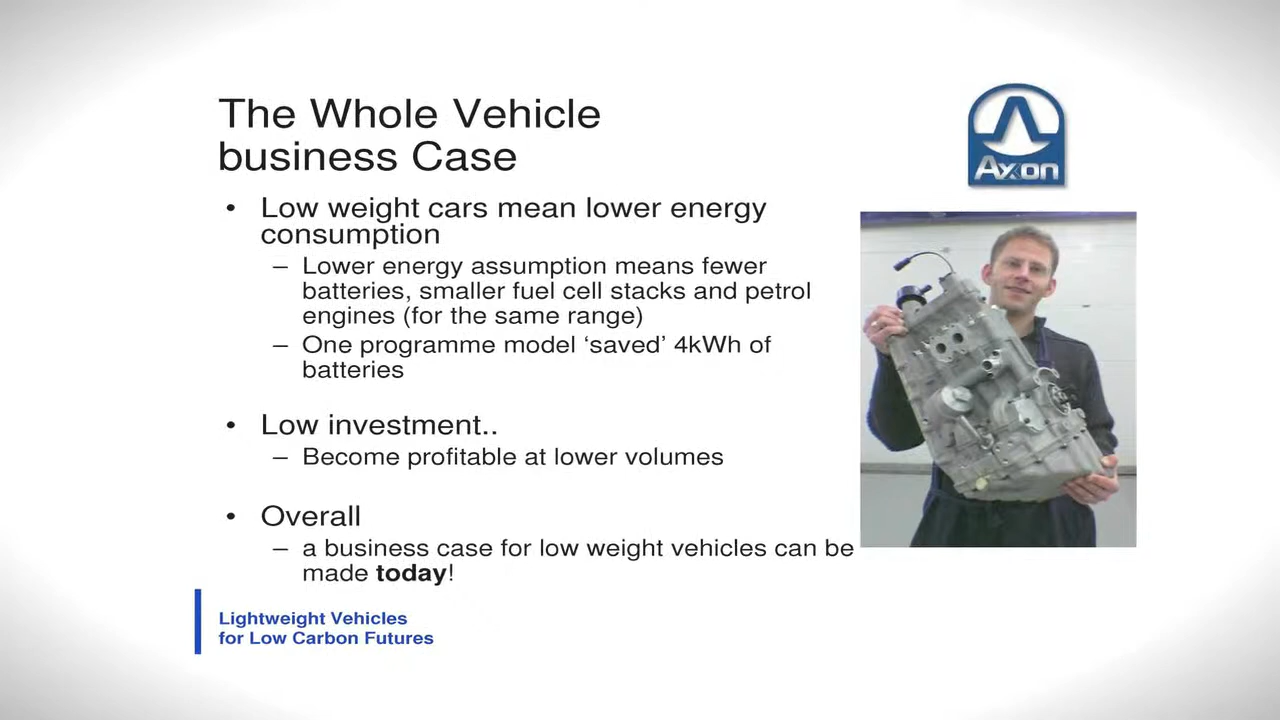 The Whole Vehicle
business Case
Axon
• Low weight cars mean lower energy
consumption
– Lower energy assumption means fewer
batteries, smaller fuel cell stacks and petrol
engines (for the same range)
– One programme model ‘saved’ 4kWh of
batteries
• Low investment..
– Become profitable at lower volumes
• Overall
– a business case for low weight vehicles can be
made today!
Lightweight Vehicles
for Low Carbon Futures